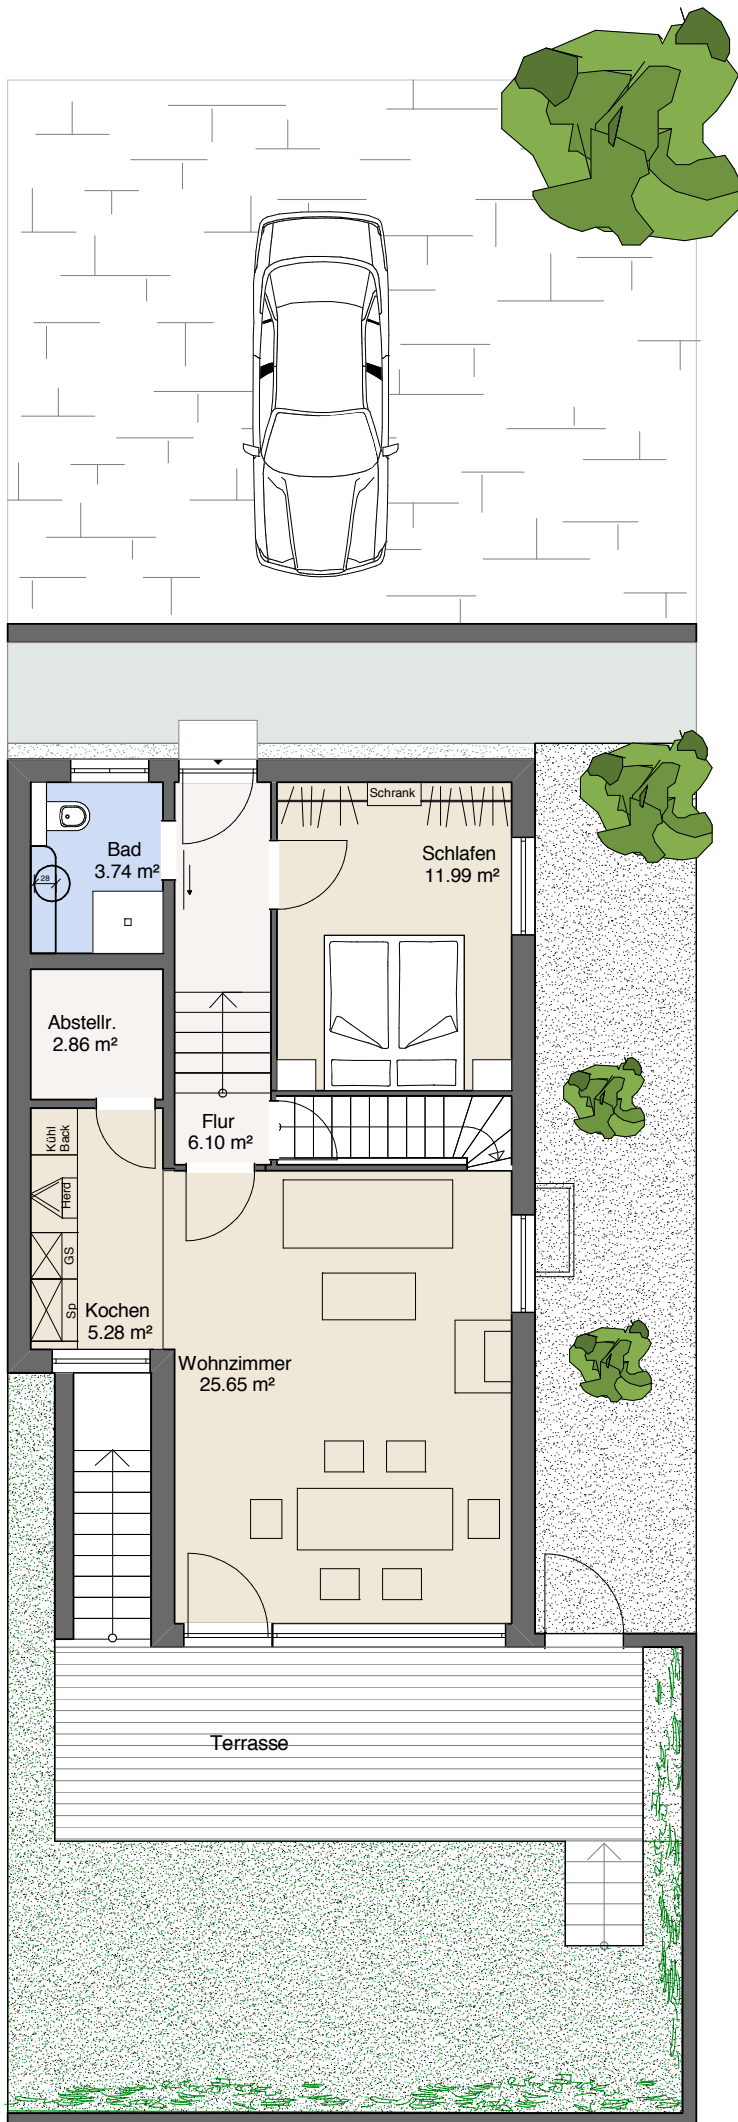 Schrank
Bad
3.74 m²
Schlafen
11.99 m²
28
Abstellr.
2.86 m²
Flur
6.10 m²
Kühl
Back
Herd
GS
Sp
Kochen
5.28 m²
Wohnzimmer
25.65 m²
Terrasse